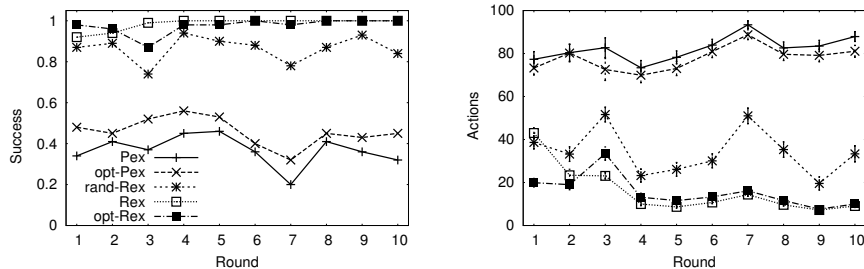 Success
1
0.8
0.6
0.4
0.2
0
Pex
opt-Pex
rand-Rex
Rex
opt-Rex
1 2 3 4 5 6 7 8 9 10
Round
Actions
100
80
60
40
20
0
1 2 3 4 5 6 7 8 9 10
Round